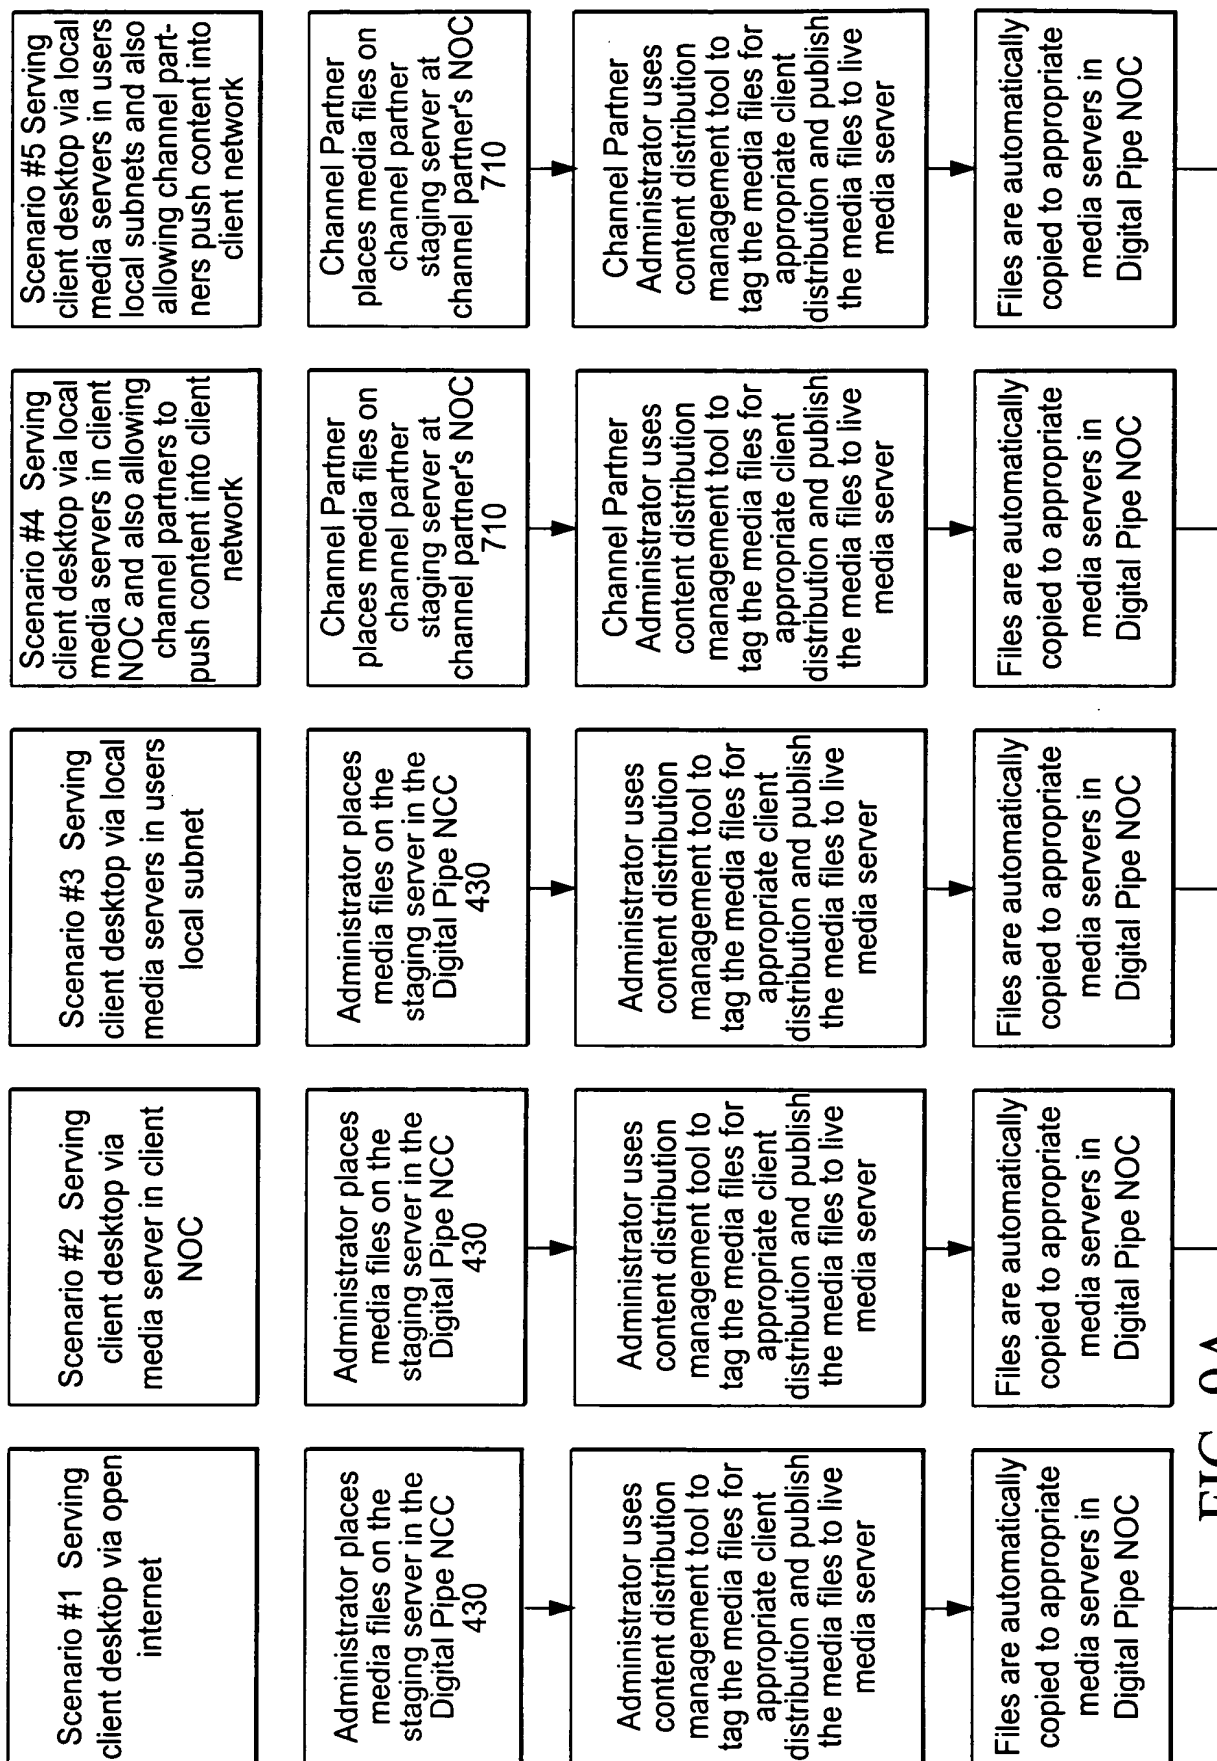 Scenario #1 Serving
client desktop via open
internet
Administrator places
media files on the
staging server in the
Digital Pipe NCC
430
Administrator uses
content distribution
management tool to
tag the media files for
appropriate client
distribution and publish
the media files to live
media server
Files are automatically
copied to appropriate
media servers in
Digital Pipe NOC
Scenario #2 Serving
client desktop via
media server in client
NOC
Administrator places
media files on the
staging server in the
Digital Pipe NCC
430
Administrator uses
content distribution
management tool to
tag the media files for
appropriate client
distribution and publish
the media files to live
media server
Files are automatically
copied to appropriate
media servers in
Digital Pipe NOC
Scenario #3 Serving
client desktop via local
media servers in users
local subnet
Administrator places
media files on the
staging server in the
Digital Pipe NCC
430
Administrator uses
content distribution
management tool to
tag the media files for
appropriate client
distribution and publish
the media files to live
media server
Files are automatically
copied to appropriate
media servers in
Digital Pipe NOC
Scenario #4 Serving
client desktop via local
media servers in client
NOC and also allowing
channel partners to
push content into client
network
Channel Partner
places media files on
channel partner
staging server at
channel partner's NOC
710
Channel Partner
Administrator uses
content distribution
management tool to
tag the media files for
appropriate client
distribution and publish
the media files to live
media server
Files are automatically
copied to appropriate
media servers in
Digital Pipe NOC
Scenario #5 Serving
client desktop via local
media servers in users
local subnets and also
allowing channel part-
ners push content into
client network
Channel Partner
places media files on
channel partner
staging server at
channel partner's NOC
710
Channel Partner
Administrator uses
content distribution
management tool to
tag the media files for
appropriate client
distribution and publish
the media files to live
media server
Files are automatically
copied to appropriate
media servers in
Digital Pipe NOC
FIG. 9A